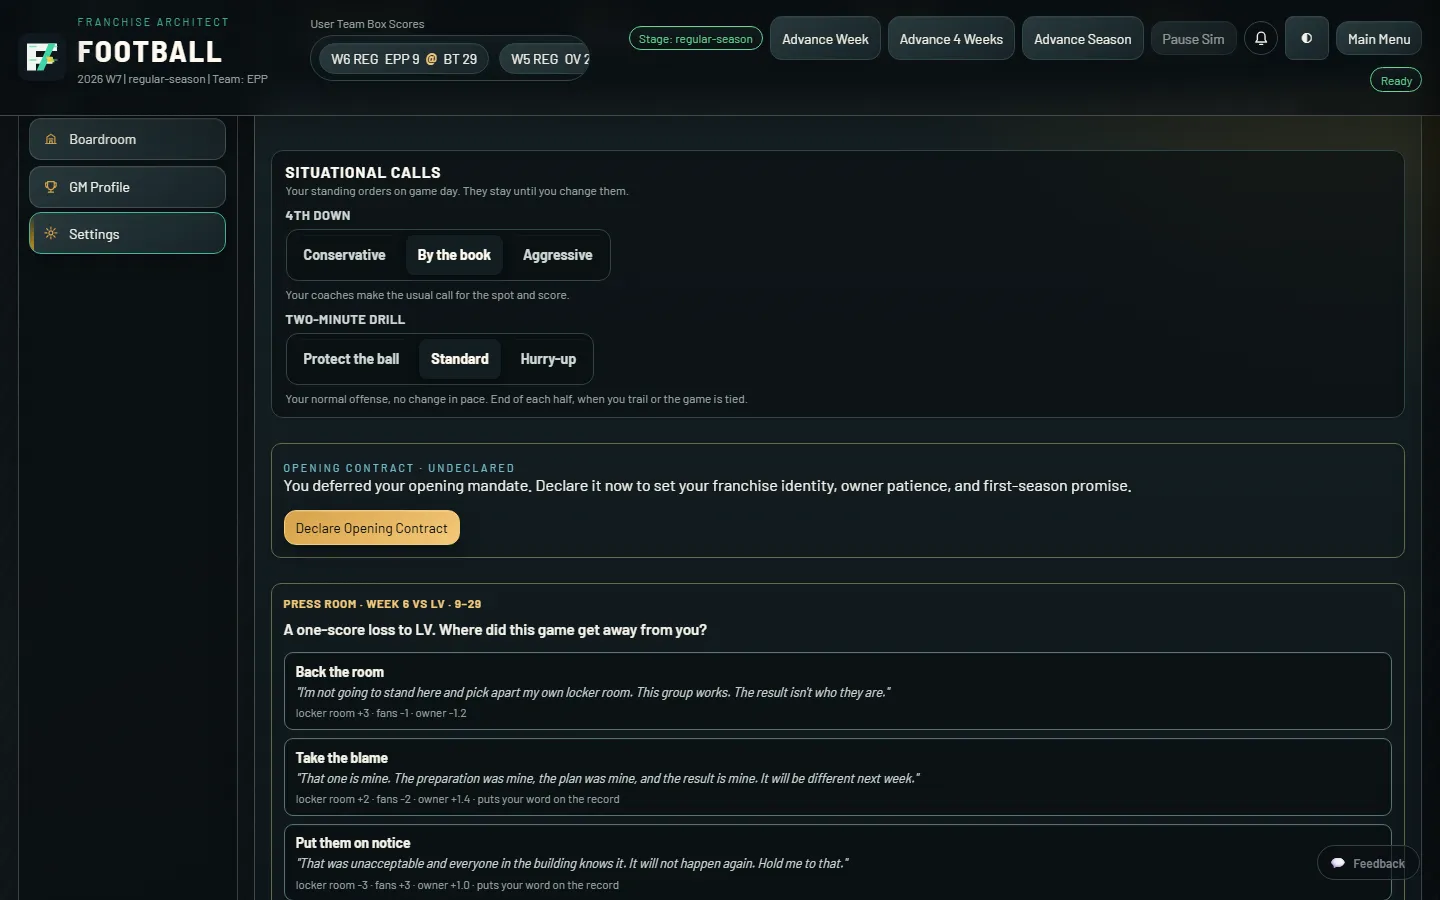 FRANCHISE ARCHITECT
FOOTBALL
2026 W7 | regular-season | Team: EPP
User Team Box Scores
W6 REG EPP 9 @ BT 29
W5 REG OV
Stage: regular-season
Advance Week
Advance 4 Weeks
Advance Season
Pause Sim
Main Menu
Ready
Boardroom
GM Profile
Settings
SITUATIONAL CALLS
Your standing orders on game day. They stay until you change them.
4TH DOWN
Conservative
By the book
Aggressive
Your coaches make the usual call for the spot and score.
TWO-MINUTE DRILL
Protect the ball
Standard
Hurry-up
Your normal offense, no change in pace. End of each half, when you trail or the game is tied.
OPENING CONTRACT · UNDECLARED
You deferred your opening mandate. Declare it now to set your franchise identity, owner patience, and first-season promise.
Declare Opening Contract
PRESS ROOM · WEEK 6 VS LV · 9-29
A one-score loss to LV. Where did this game get away from you?
Back the room
"I'm not going to stand here and pick apart my own locker room. This group works. The result isn't who they are."
locker room +3 · fans -1 · owner -1.2
Take the blame
"That one is mine. The preparation was mine, the plan was mine, and the result is mine. It will be different next week."
locker room +2 · fans -2 · owner +1.4 · puts your word on the record
Put them on notice
"That was unacceptable and everyone in the building knows it. It will not happen again. Hold me to that."
locker room -3 · fans +3 · owner +1.0 · puts your word on the record
Feedback